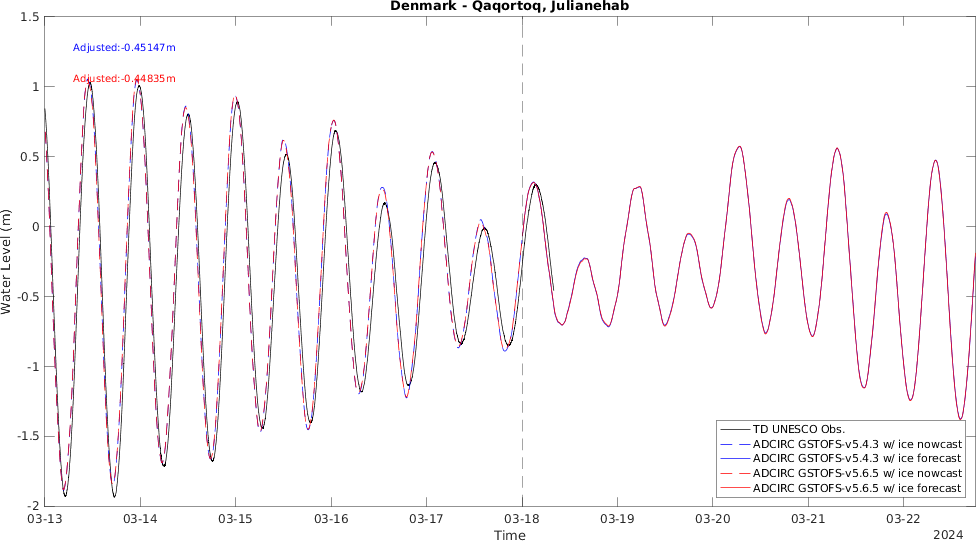 Denmark - Qaqortoq, Julianehab
1.5
1
0.5
0
-0.5
-1
-1.5
-2
Water Level (m)
Adjusted:-0.45147m
Adjusted:-0.44835m
TD UNESCO Obs.
ADCIRC GSTOFS-v5.4.3 w/ ice nowcast
ADCIRC GSTOFS-v5.4.3 w/ ice forecast
ADCIRC GSTOFS-v5.6.5 w/ ice nowcast
ADCIRC GSTOFS-v5.6.5 w/ ice forecast
03-13 03-14 03-15 03-16 03-17 03-18 03-19 03-20 03-21 03-22
Time
2024